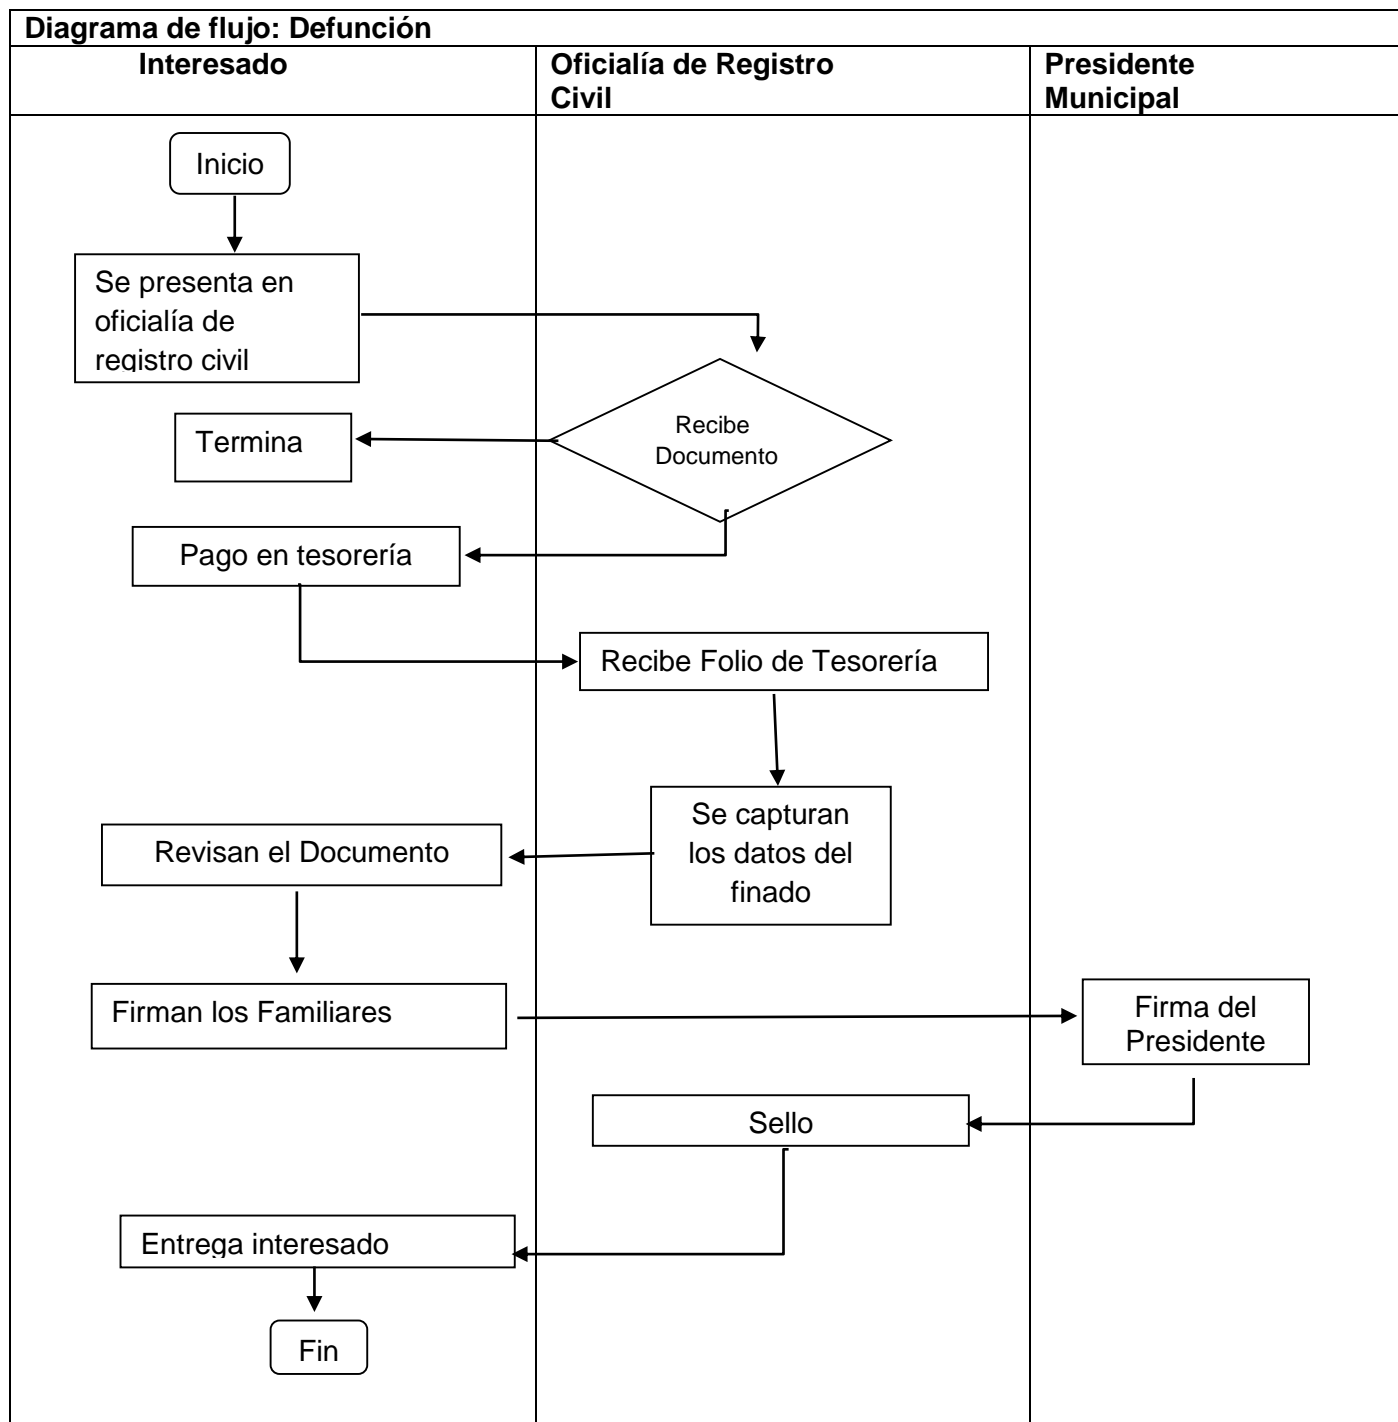 Diagrama de flujo: Defunción
Interesado
Oficialía de Registro
Civil
Presidente
Municipal
Inicio
Se presenta en
oficialía de
registro civil
Recibe
Documento
Termina
Pago en tesorería
Recibe Folio de Tesorería
Se capturan
los datos del
finado
Revisan el Documento
Firman los Familiares
Firma del
Presidente
Sello
Entrega interesado
Fin